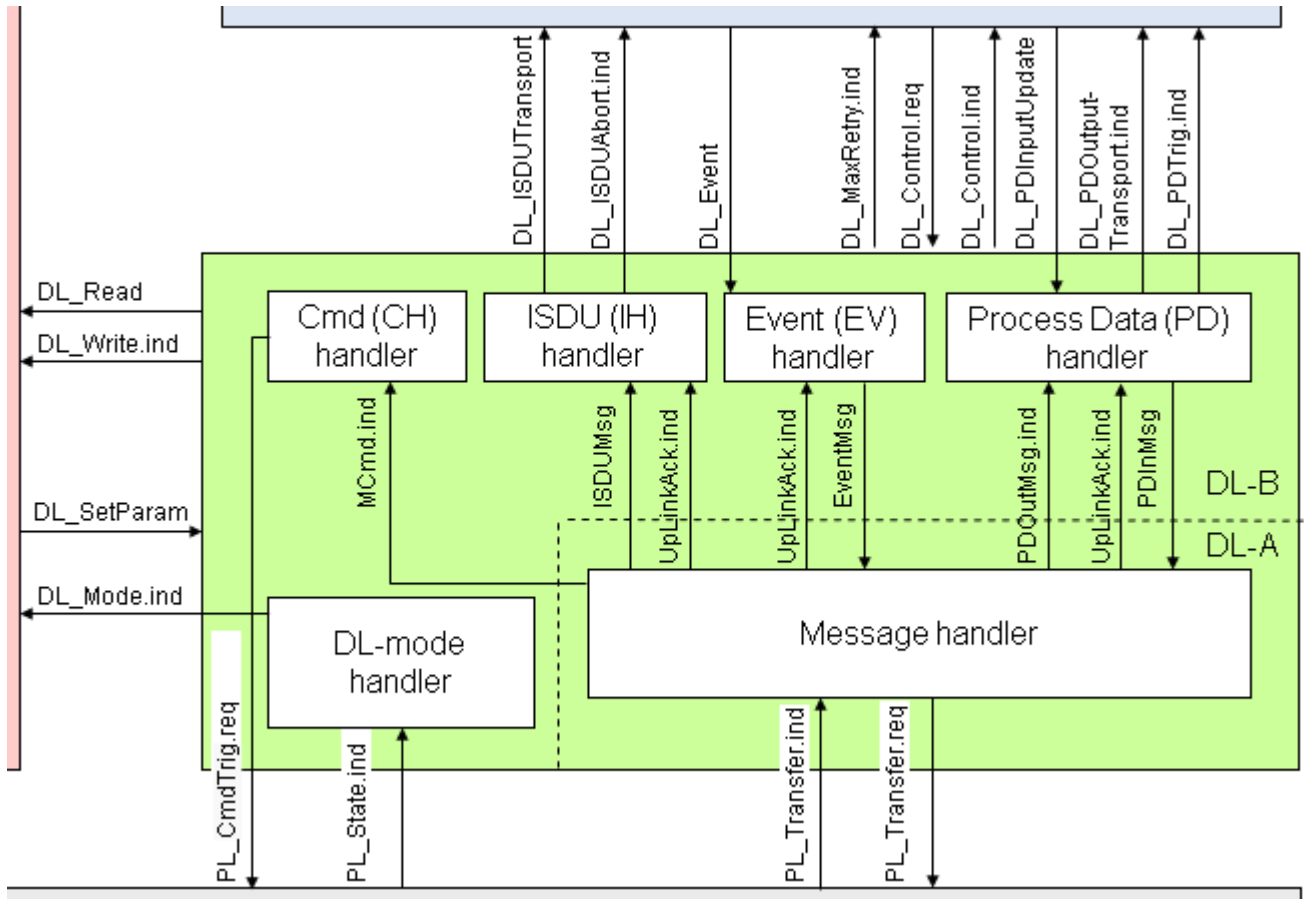 DL_ISDUTransport
DL_ISDUAbort.ind
DL_Event
DL_MaxRetry.ind
DL_Control.req
DL_Control.ind
DL_PDInputUpdate
DL_PDOutput-
Transport.ind
DL_PDTrig.ind
DL_Read
DL_Write.ind
DL_SetParam
DL_Mode.ind
Cmd (CH)
handler
ISDU (IH)
handler
Event (EV)
handler
Process Data (PD)
handler
MCmd.ind
ISDUMsg
UpLinkAck.ind
UpLinkAck.ind
EventMsg
PDOutMsg.ind
UpLinkAck.ind
PDInMsg
DL-B
DL-A
DL-mode
handler
Message handler
PL_CmdTrig.req
PL_State.ind
PL_Transfer.ind
PL_Transfer.req